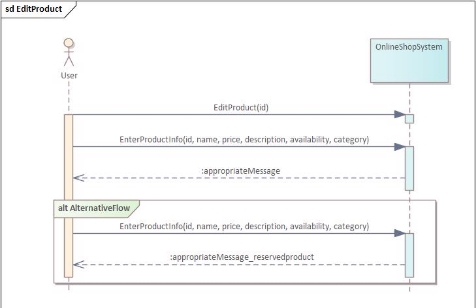 sd EditProduct
OnlineShopSystem
User
EditProduct(id)
EnterProductInfo(id, name, price, description, availability, category)
:appropriateMessage
alt AlternativeFlow
EnterProductInfo(id, name, price, description, availability, category)
:appropriateMessage_reservedproduct